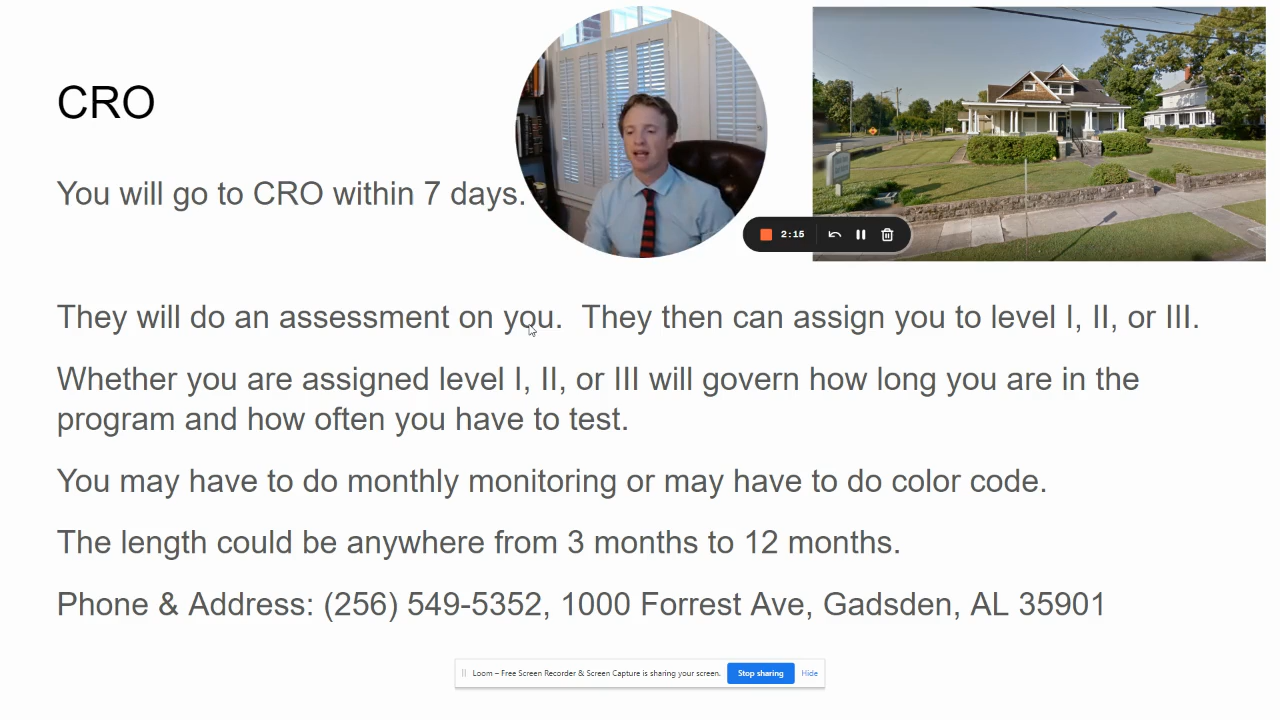 CRO
You will go to CRO within 7 days.
2:15
They will do an assessment on you.  They then can assign you to level I, II, or III.
Whether you are assigned level I, II, or III will govern how long you are in the
program and how often you have to test.
You may have to do monthly monitoring or may have to do color code.
The length could be anywhere from 3 months to 12 months.
Phone & Address: (256) 549-5352, 1000 Forrest Ave, Gadsden, AL 35901
Loom – Free Screen Recorder & Screen Capture is sharing your screen. Stop sharing Hide